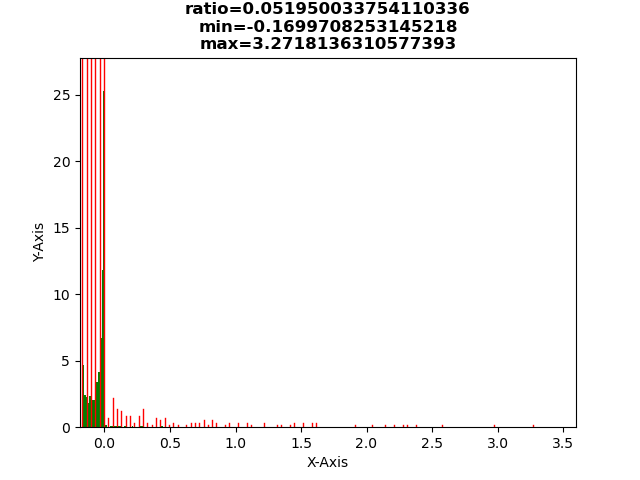 ratio=0.051950033754110336
min=-0.1699708253145218
max=3.2718136310577393
25
20
15
10
5
0
Y-Axis
0.0 0.5 1.0 1.5 2.0 2.5 3.0 3.5
X-Axis